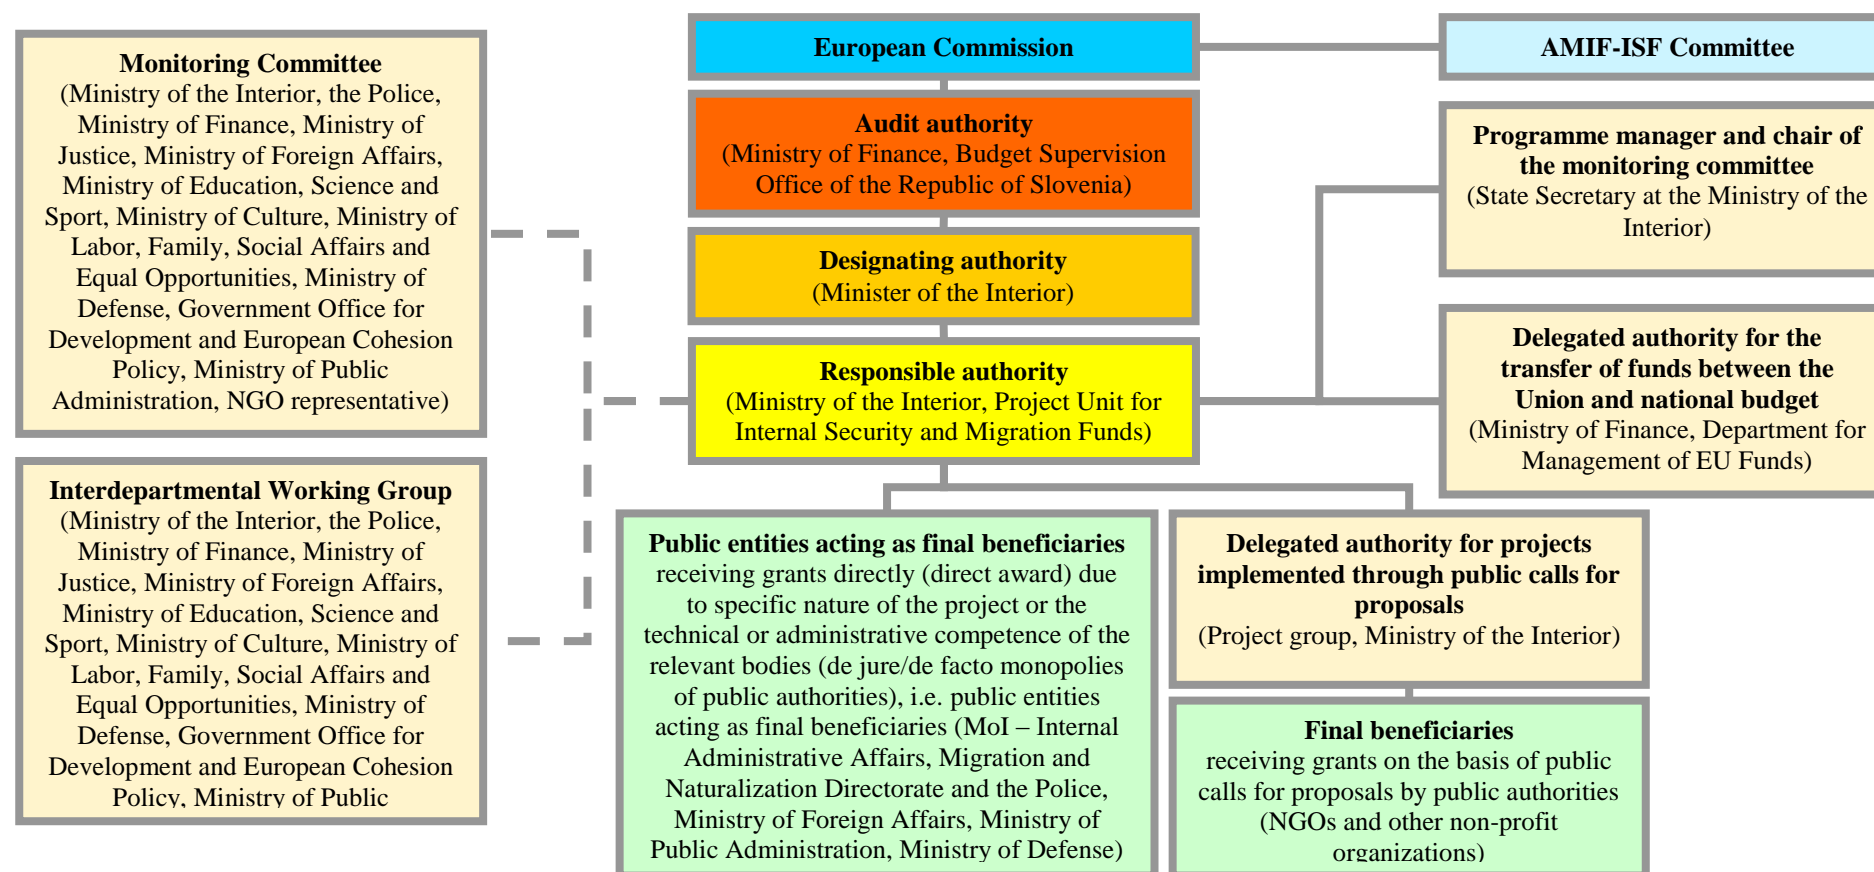 Monitoring Committee
(Ministry of the Interior, the Police,
Ministry of Finance, Ministry of
Justice, Ministry of Foreign Affairs,
Ministry of Education, Science and
Sport, Ministry of Culture, Ministry of
Labor, Family, Social Affairs and
Equal Opportunities, Ministry of
Defense, Government Office for
Development and European Cohesion
Policy, Ministry of Public
Administration, NGO representative)
Interdepartmental Working Group
(Ministry of the Interior, the Police,
Ministry of Finance, Ministry of
Justice, Ministry of Foreign Affairs,
Ministry of Education, Science and
Sport, Ministry of Culture, Ministry of
Labor, Family, Social Affairs and
Equal Opportunities, Ministry of
Defense, Government Office for
Development and European Cohesion
Policy, Ministry of Public
European Commission
AMIF-ISF Committee
Audit authority
(Ministry of Finance, Budget Supervision
Office of the Republic of Slovenia)
Designating authority
(Minister of the Interior)
Responsible authority
(Ministry of the Interior, Project Unit for
Internal Security and Migration Funds)
Programme manager and chair of
the monitoring committee
(State Secretary at the Ministry of the
Interior)
Delegated authority for the
transfer of funds between the
Union and national budget
(Ministry of Finance, Department for
Management of EU Funds)
Public entities acting as final beneficiaries
receiving grants directly (direct award) due
to specific nature of the project or the
technical or administrative competence of the
relevant bodies (de jure/de facto monopolies
of public authorities), i.e. public entities
acting as final beneficiaries (MoI – Internal
Administrative Affairs, Migration and
Naturalization Directorate and the Police,
Ministry of Foreign Affairs, Ministry of
Public Administration, Ministry of Defense)
Delegated authority for projects
implemented through public calls for
proposals
(Project group, Ministry of the Interior)
Final beneficiaries
receiving grants on the basis of public
calls for proposals by public authorities
(NGOs and other non-profit
organizations)